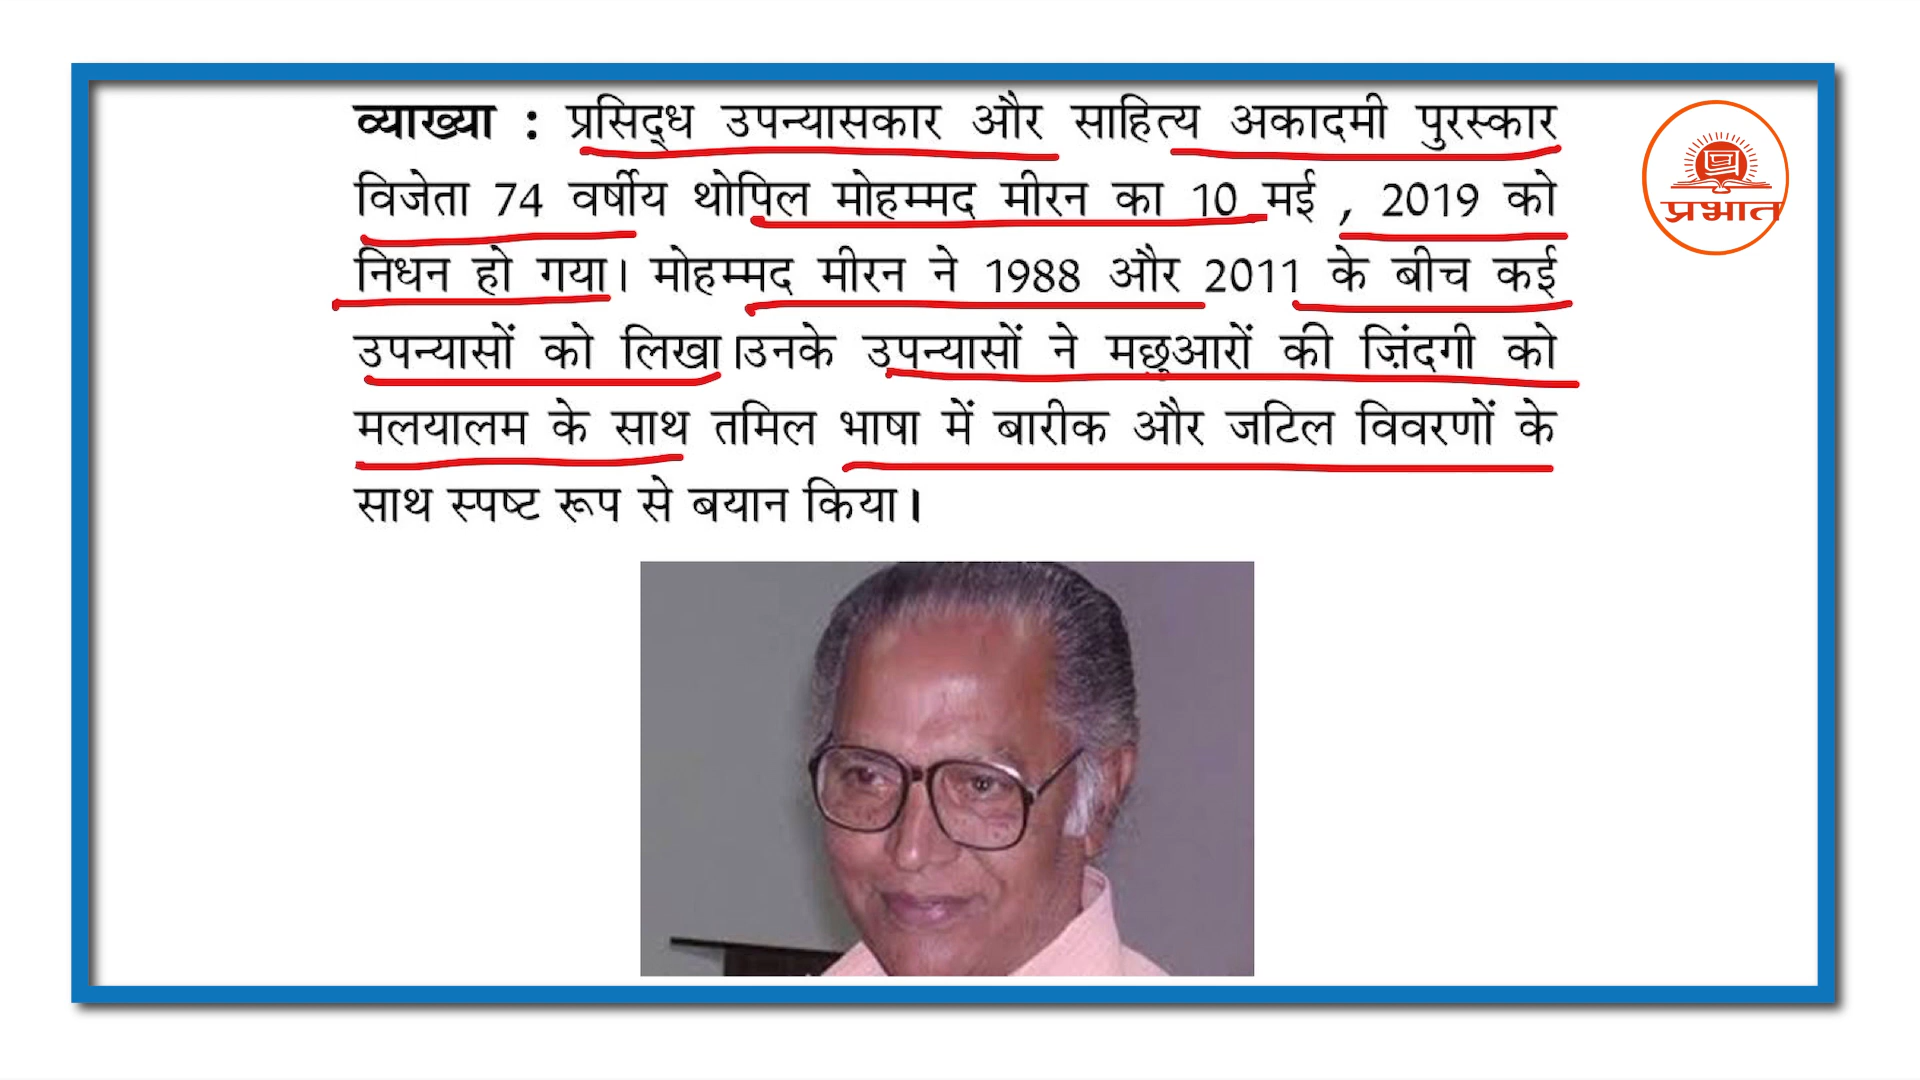 व्याख्या : प्रसिद्ध उपन्यासकार और साहित्य अकादमी पुरस्कार
विजेता 74 वर्षीय थोपिल मोहम्मद मीरन का 10 मई , 2019 को
निधन हो गया। मोहम्मद मीरन ने 1988 और 2011 के बीच कई
उपन्यासों को लिखा।उनके उपन्यासों ने मछुआरों की ज़िंदगी को
मलयालम के साथ तमिल भाषा में बारीक और जटिल विवरणों के
साथ स्पष्ट रूप से बयान किया।
प्रभात